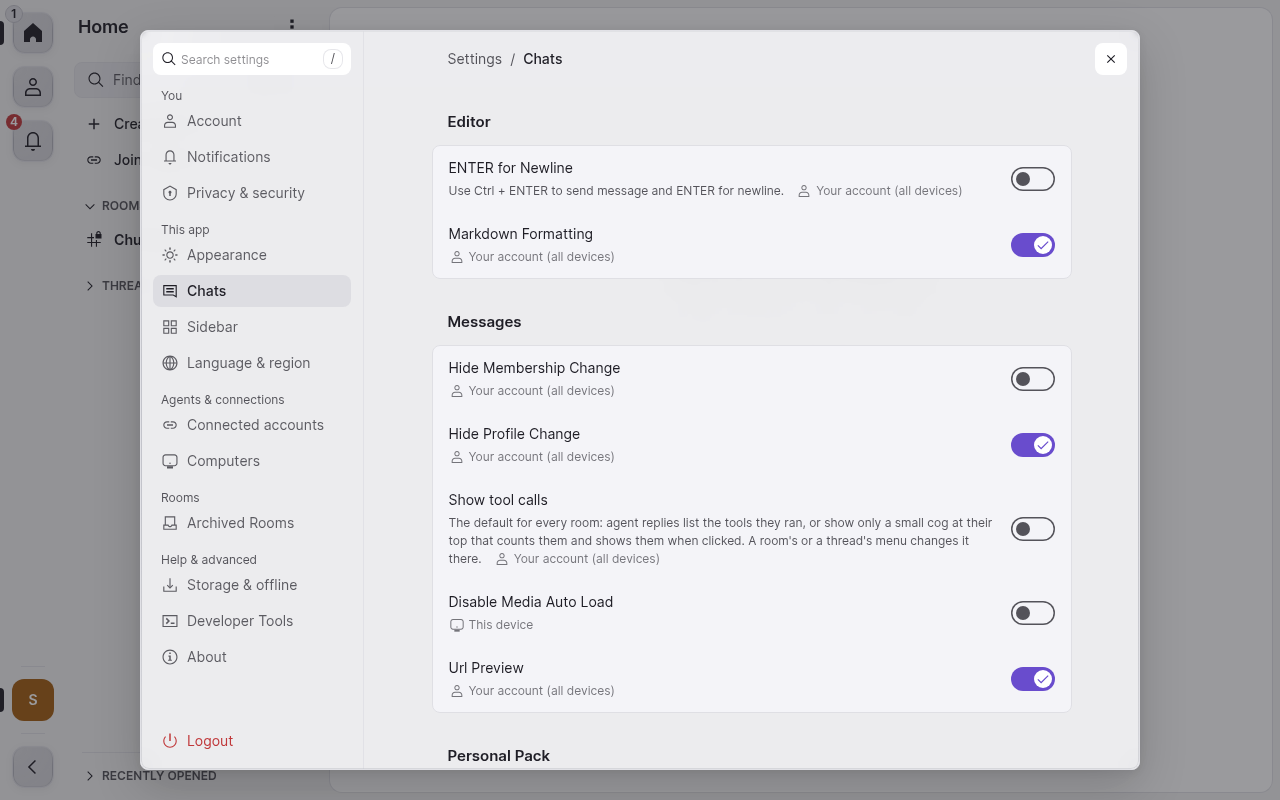 1
Home
Search settings
/
Settings / Chats
Find
You
Account
4
Crea
Notifications
Join
Privacy & security
ROOM
This app
Chu
Appearance
THREA
Chats
Sidebar
Language & region
Agents & connections
Connected accounts
Computers
Rooms
Archived Rooms
Help & advanced
Storage & offline
Developer Tools
About
S
Logout
RECENTLY OPENED
Editor
ENTER for Newline
Use Ctrl + ENTER to send message and ENTER for newline. Your account (all devices)
Markdown Formatting
Your account (all devices)
Messages
Hide Membership Change
Your account (all devices)
Hide Profile Change
Your account (all devices)
Show tool calls
The default for every room: agent replies list the tools they ran, or show only a small cog at their
top that counts them and shows them when clicked. A room's or a thread's menu changes it
there. Your account (all devices)
Disable Media Auto Load
This device
Url Preview
Your account (all devices)
Personal Pack